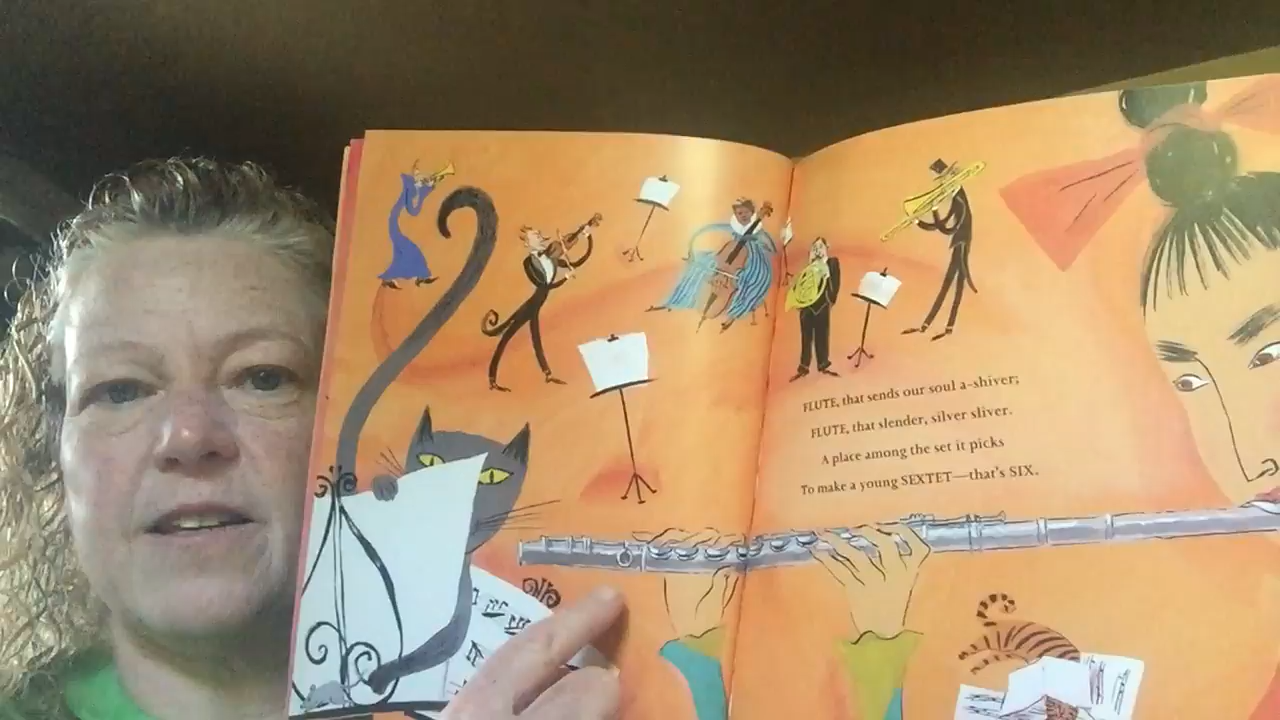 FLUTE, that sends our soul a-shiver;
FLUTE, that slender, silver sliver.
A place among the set it picks
To make a young SEXTET—that's SIX.